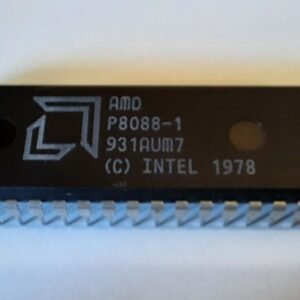 AMD
P8088-1
931AUM7
(C) INTEL 1978